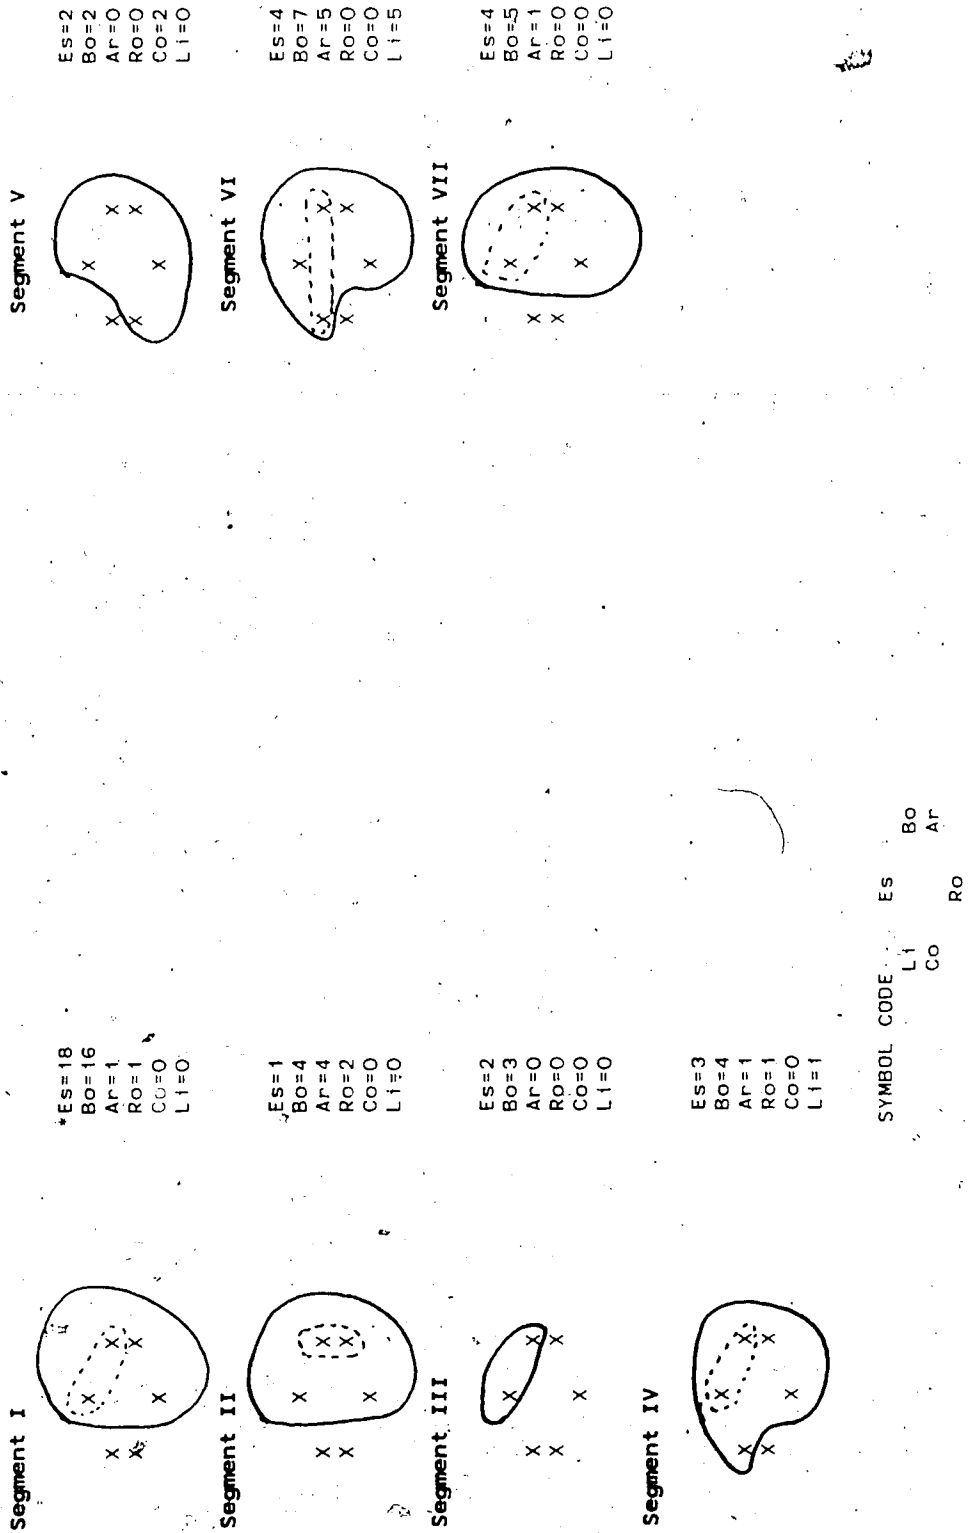 Segment I
*Es=18
Bo=16
Ar=1
Ro=1
Co=0
Li=0
Segment II
Es=1
Bo=4
Ar=4
Ro=2
Co=0
Li=0
Segment III
Es=2
Bo=3
Ar=0
Ro=0
Co=0
Li=0
Segment IV
Es=3
Bo=4
Ar=1
Ro=1
Co=0
Li=1
Segment V
Es=2
Bo=2
Ar=0
Ro=0
Co=2
Li=0
Segment VI
Es=4
Bo=7
Ar=5
Ro=0
Co=0
Li=5
Segment VII
Es=4
Bo=5
Ar=1
Ro=0
Co=0
Li=0
SYMBOL CODE Es
Li Bo
Co Ar
Ro